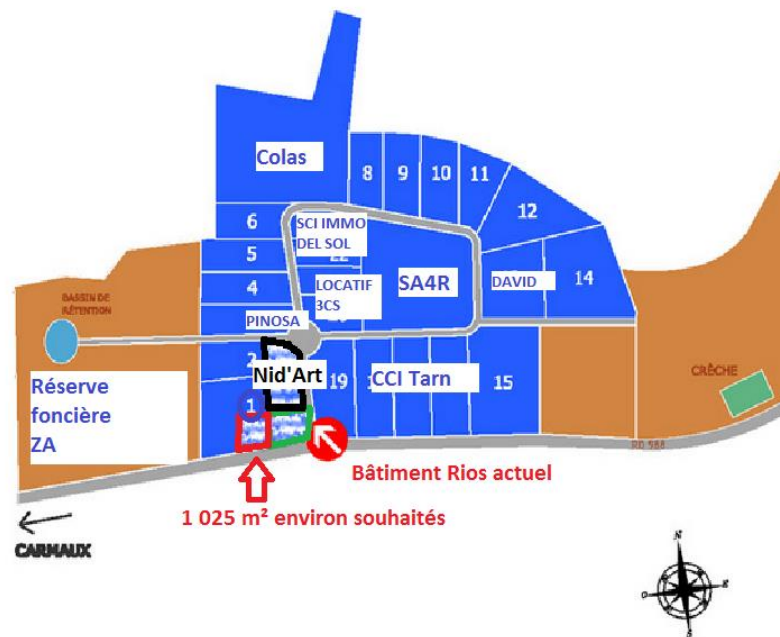 Colas
8
9
10
11
12
6
SCI IMMO
DEL SOL
5
22
4
LOCATIF
3CS
SA4R
DAVID
14
BASSIN DE
RÉTENTION
PINOSA
2
Nid'Art
19
CCI Tarn
15
CRÈCHE
Réserve
foncière
ZA
1
RD 988
Bâtiment Rios actuel
1 025 m² environ souhaités
CARMAUX
N
E
S
O